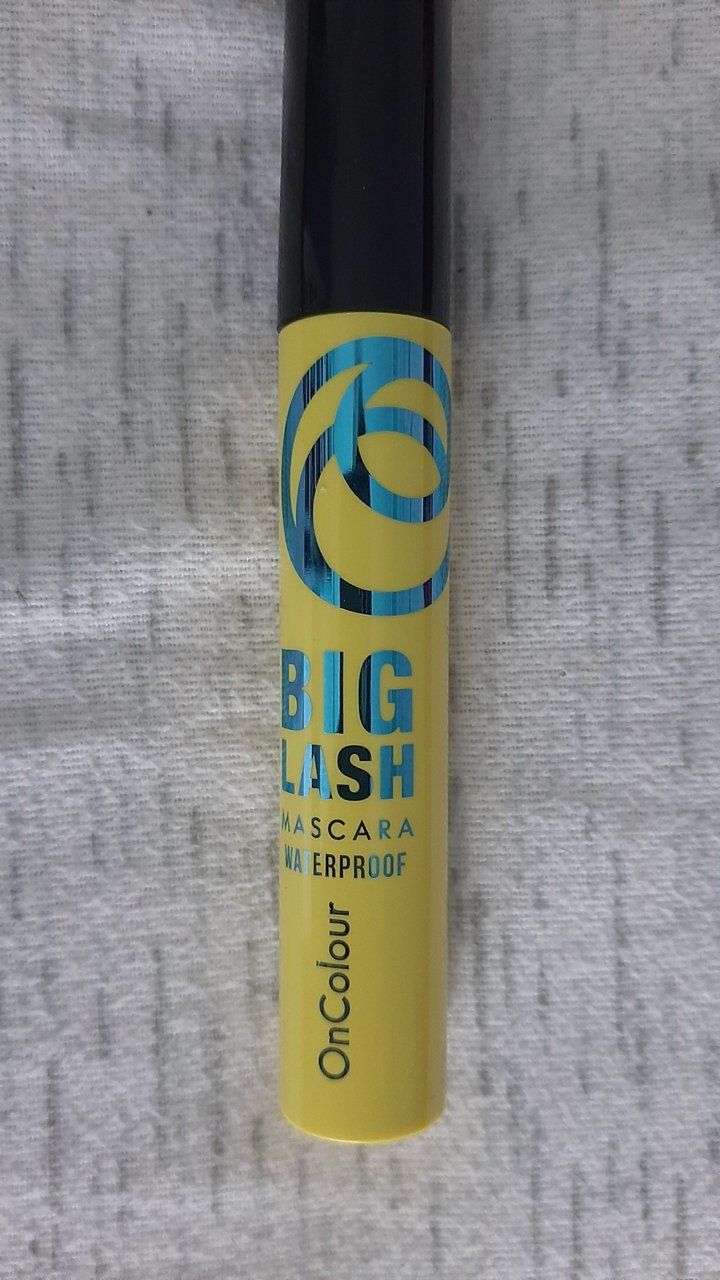 BIG
LASH
MASCARA
WATERPROOF
OnColour